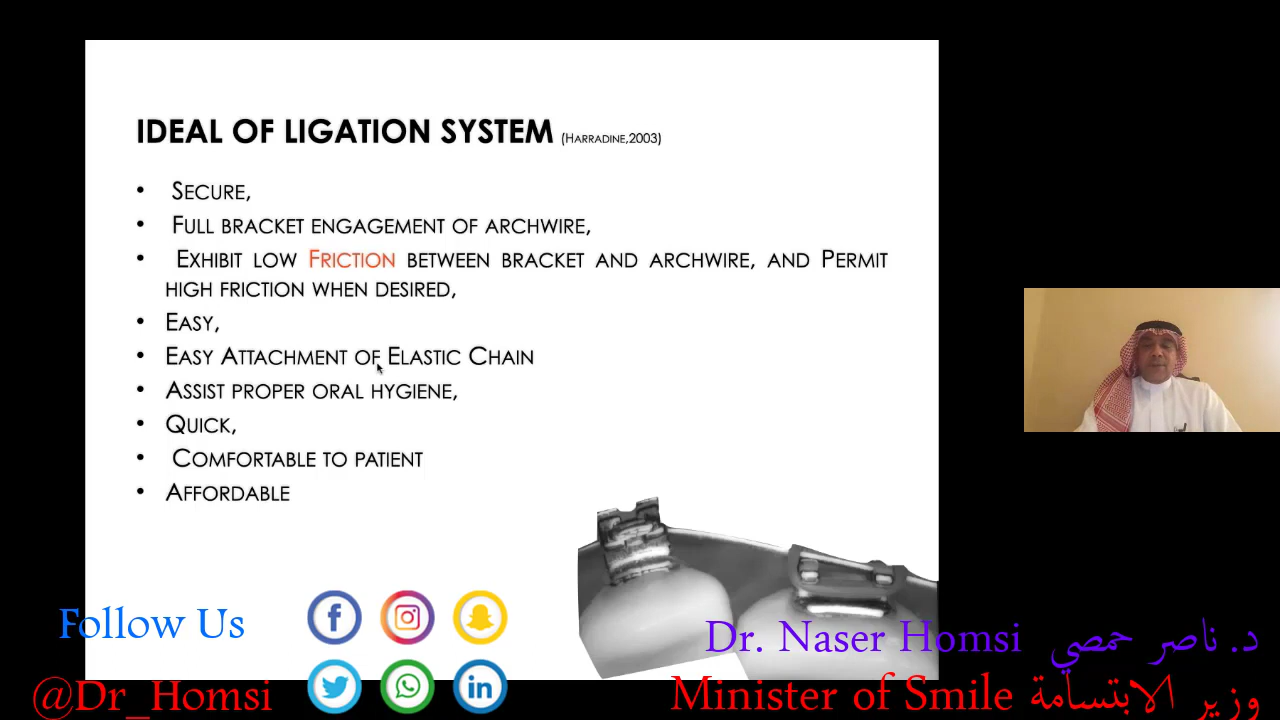 IDEAL OF LIGATION SYSTEM (HARRADINE,2003)
• SECURE,
• FULL BRACKET ENGAGEMENT OF ARCHWIRE,
• EXHIBIT LOW FRICTION BETWEEN BRACKET AND ARCHWIRE, AND PERMIT
HIGH FRICTION WHEN DESIRED,
• EASY,
• EASY ATTACHMENT OF ELASTIC CHAIN
• ASSIST PROPER ORAL HYGIENE,
• QUICK,
• COMFORTABLE TO PATIENT
• AFFORDABLE
Follow Us
@Dr_Homsi
Dr. Naser Homsi د. ناصر حمصي
Minister of Smile وزير الابتسامة